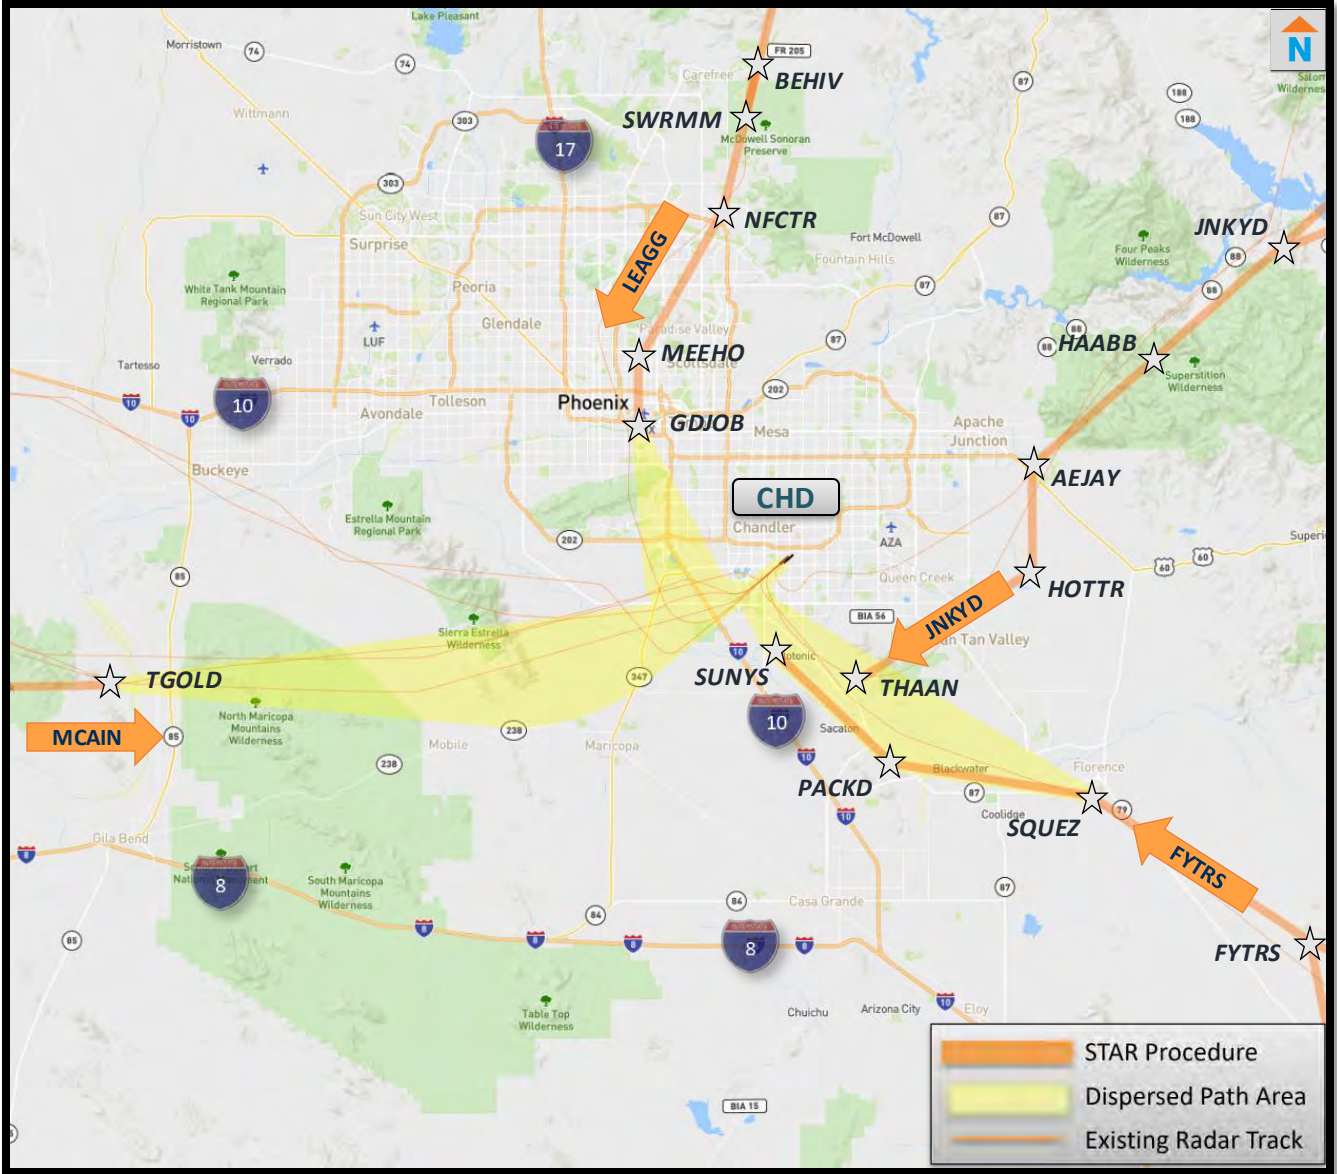 Lake Pleasant
Morristown
74
74
FR 205
N
Carefree
BEHIV
87
188
188
Wittmann
303
17
SWRMM
McDowell Sonoran
Preserve
303
Sun City West
NFCTR
87
JNKYD
Surprise
LEAGG
Fort McDowell
Fountain Hills
Four Peaks
Wilderness
88
White Tank Mountain
Regional Park
Peoria
87
88
Glendale
Paradise Valley
88
LUF
87
88
HAABB
MEEHO
Scottsdale
Tartesso
Verrado
Superstition
Wilderness
10
10
10
202
Tolleson
Phoenix
Avondale
GDJOB
Mesa
Apache
Junction
Buckeye
AEJAY
CHD
Estrella Mountain
Regional Park
Chandler
202
AZA
60
60
85
Queen Creek
HOTTR
JNKYD
BIA 56
Sierra Estrella
Wilderness
San Tan Valley
10
SUNYS
TGOLD
347
THAAN
North Maricopa
Mountains
Wilderness
10
MCAIN
85
238
Sacaton
Mobile
Maricopa
238
10
PACKD
Blackwater
Florence
87
79
Coolidge
SQUEZ
10
Gila Bend
8
FYTRS
8
South Maricopa
Mountains
Wilderness
87
84
84
Casa Grande
85
8
8
8
8
8
FYTRS
Table Top
Wilderness
Chuichu
Arizona City
10
Eloy
BIA 15
STAR Procedure
Dispersed Path Area
Existing Radar Track